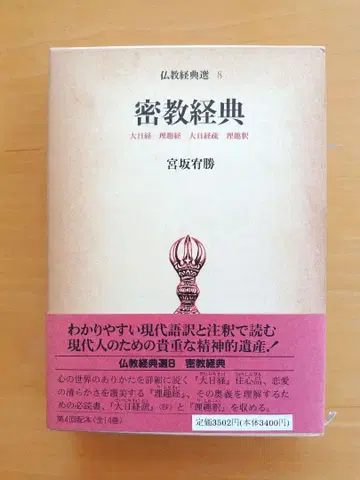 仏教経典選 8
密教経典
大日経 理趣経 大日経疏 理趣釈
宮坂宥勝
わかりやすい現代語訳と注釈で読む
現代人のための貴重な精神的遺産!
仏教経典選8 密教経典
心の世界のありかたを詳細に説く『大日経』住心品、恋愛
の清らかさを讃美する『理趣経』、その奥義を理解するた
めの必読書、『大日経疏』(抄)と『理趣釈』を収める。
第4回配本(全14巻)
定価3502円(本体3400円)